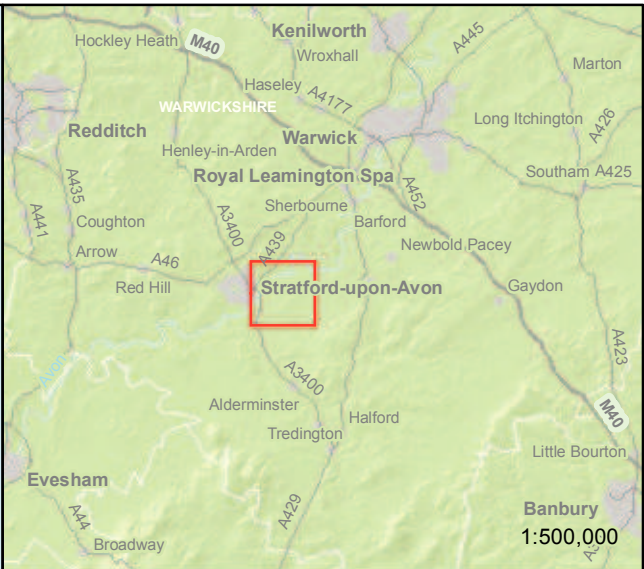 Kenilworth
Hockley Heath
M40
Wroxhall
A445
Marton
Haseley
A4177
WARWICKSHIRE
Long Itchington
A426
Redditch
Warwick
Henley-in-Arden
Royal Leamington Spa
A452
Southam A425
A435
A441
Sherbourne
Coughton
A3400
A439
Barford
Arrow
A46
Newbold Pacey
Red Hill
Stratford-upon-Avon
Gaydon
A423
Avon
A3400
Alderminster
Halford
M40
Tredington
Little Bourton
Evesham
A429
A44
Banbury
1:500,000
Broadway